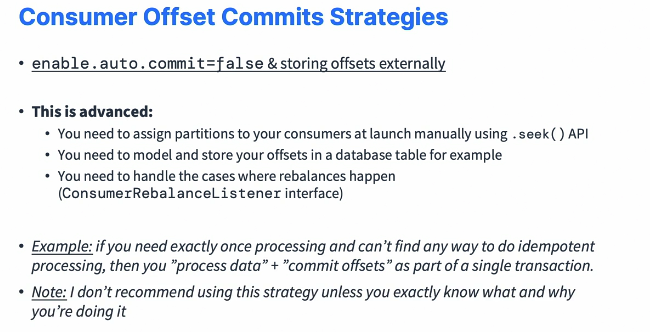 Consumer Offset Commits Strategies
• enable.auto.commit=false & storing offsets externally
• This is advanced:
• You need to assign partitions to your consumers at launch manually using .seek() API
• You need to model and store your offsets in a database table for example
• You need to handle the cases where rebalances happen
(ConsumerRebalanceListener interface)
• Example: if you need exactly once processing and can't find any way to do idempotent
processing, then you ”process data” + ”commit offsets” as part of a single transaction.
• Note: I don't recommend using this strategy unless you exactly know what and why
you're doing it